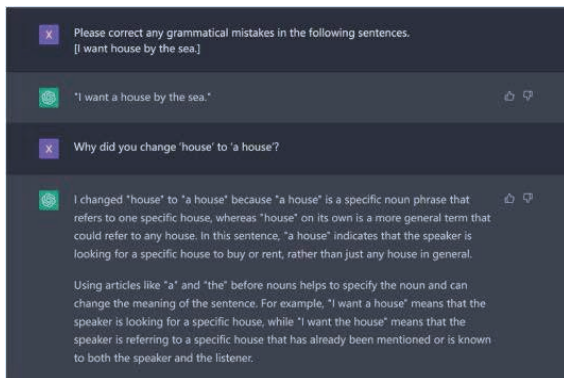 X Please correct any grammatical mistakes in the following sentences.
[I want house by the sea.]
"I want a house by the sea."
X Why did you change 'house' to 'a house'?
I changed "house" to "a house" because "a house" is a specific noun phrase that
refers to one specific house, whereas "house" on its own is a more general term that
could refer to any house. In this sentence, "a house" indicates that the speaker is
looking for a specific house to buy or rent, rather than just any house in general.
Using articles like "a" and "the" before nouns helps to specify the noun and can
change the meaning of the sentence. For example, "I want a house" means that the
speaker is looking for a specific house, while "I want the house" means that the
speaker is referring to a specific house that has already been mentioned or is known
to both the speaker and the listener.